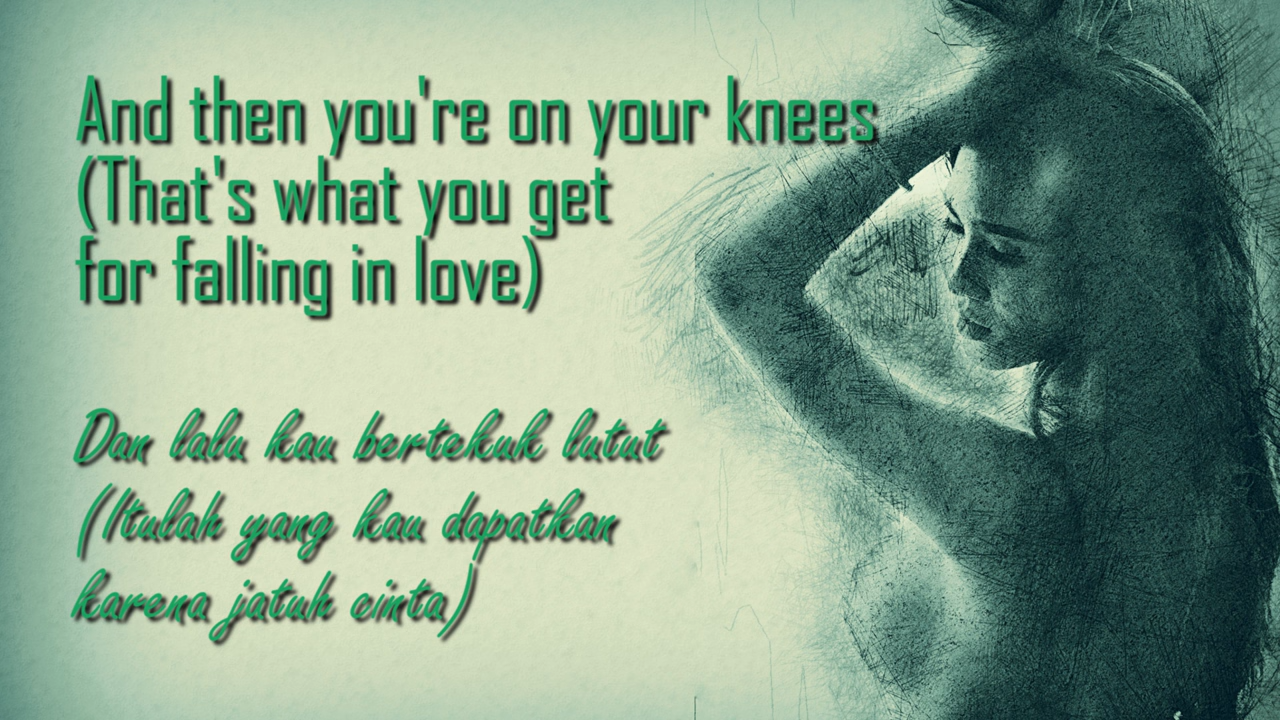 And then you're on your knees
(That's what you get
for falling in love)
Dan lalu kau bertekuk lutut
(Itulah yang kau dapatkan
karena jatuh cinta)